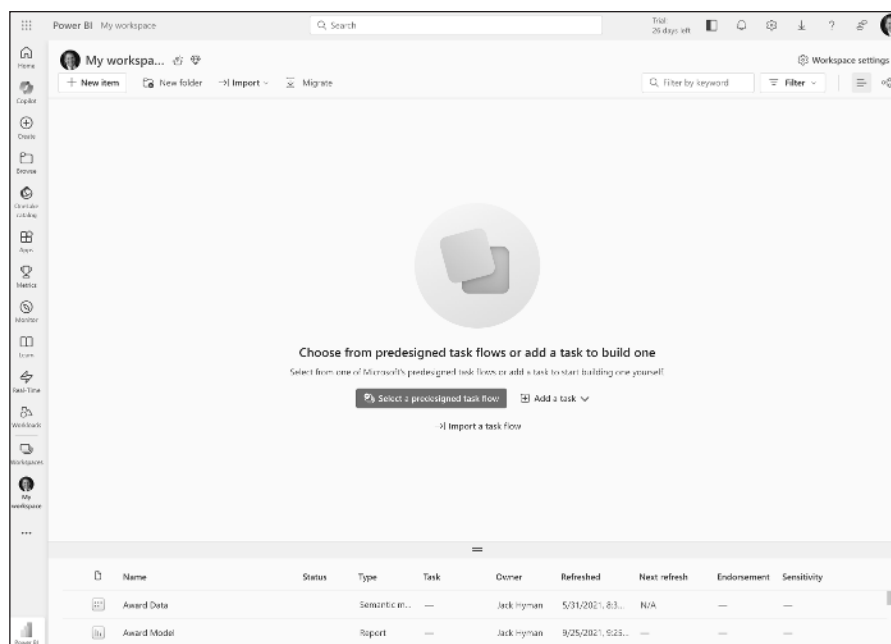 Power BI My workspace
Search
Trial:
26 days left
My workspa...
Workspace settings
New item
New folder
Import
Migrate
Filter by keyword
Filter
Home
Copilot
Create
Browse
OneLake
catalog
Apps
Metrics
Monitor
Learn
Real-Time
Workloads
Workspaces
My
workspace
...
Choose from predesigned task flows or add a task to build one
Select from one of Microsoft's predesigned task flows or add a task to start building one yourself.
Select a predesigned task flow
Add a task
Import a task flow
Name Status Type Task Owner Refreshed Next refresh Endorsement Sensitivity
Award Data Semantic m... — Jack Hyman 5/31/2021, 8:3... N/A — —
Award Model Report — Jack Hyman 9/25/2021, 9:25... — — —
Power BI